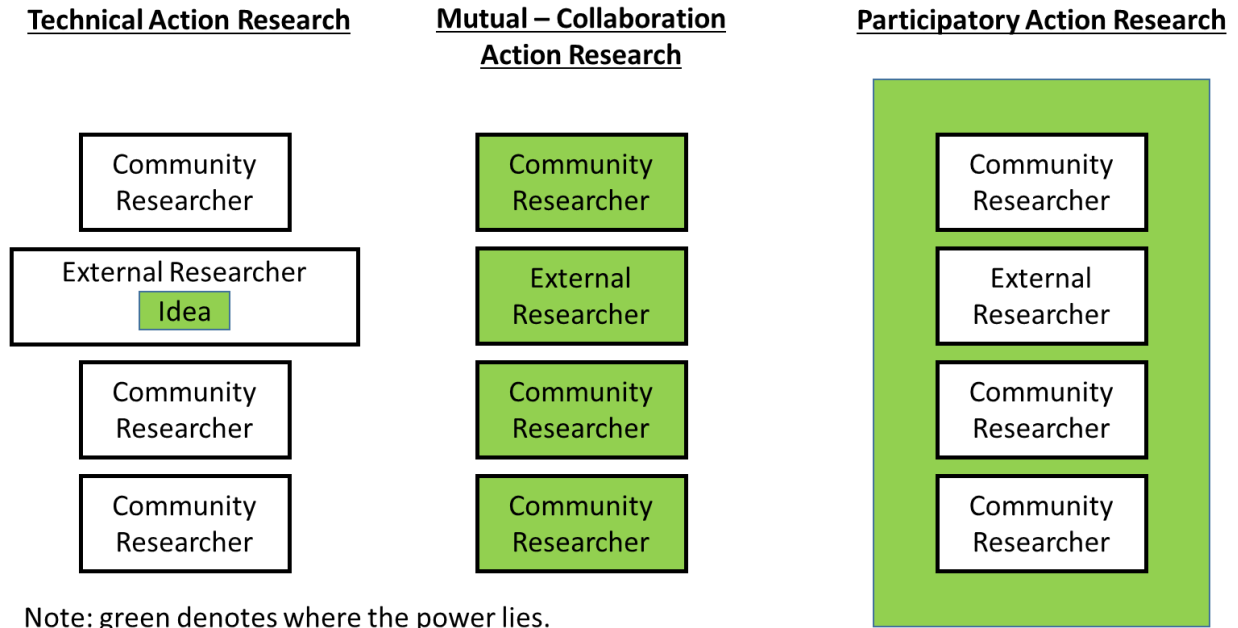 Technical Action Research
Community
Researcher
External Researcher
Idea
Community
Researcher
Community
Researcher
Note: green denotes where the power lies.
Mutual – Collaboration
Action Research
Community
Researcher
External
Researcher
Community
Researcher
Community
Researcher
Participatory Action Research
Community
Researcher
External
Researcher
Community
Researcher
Community
Researcher